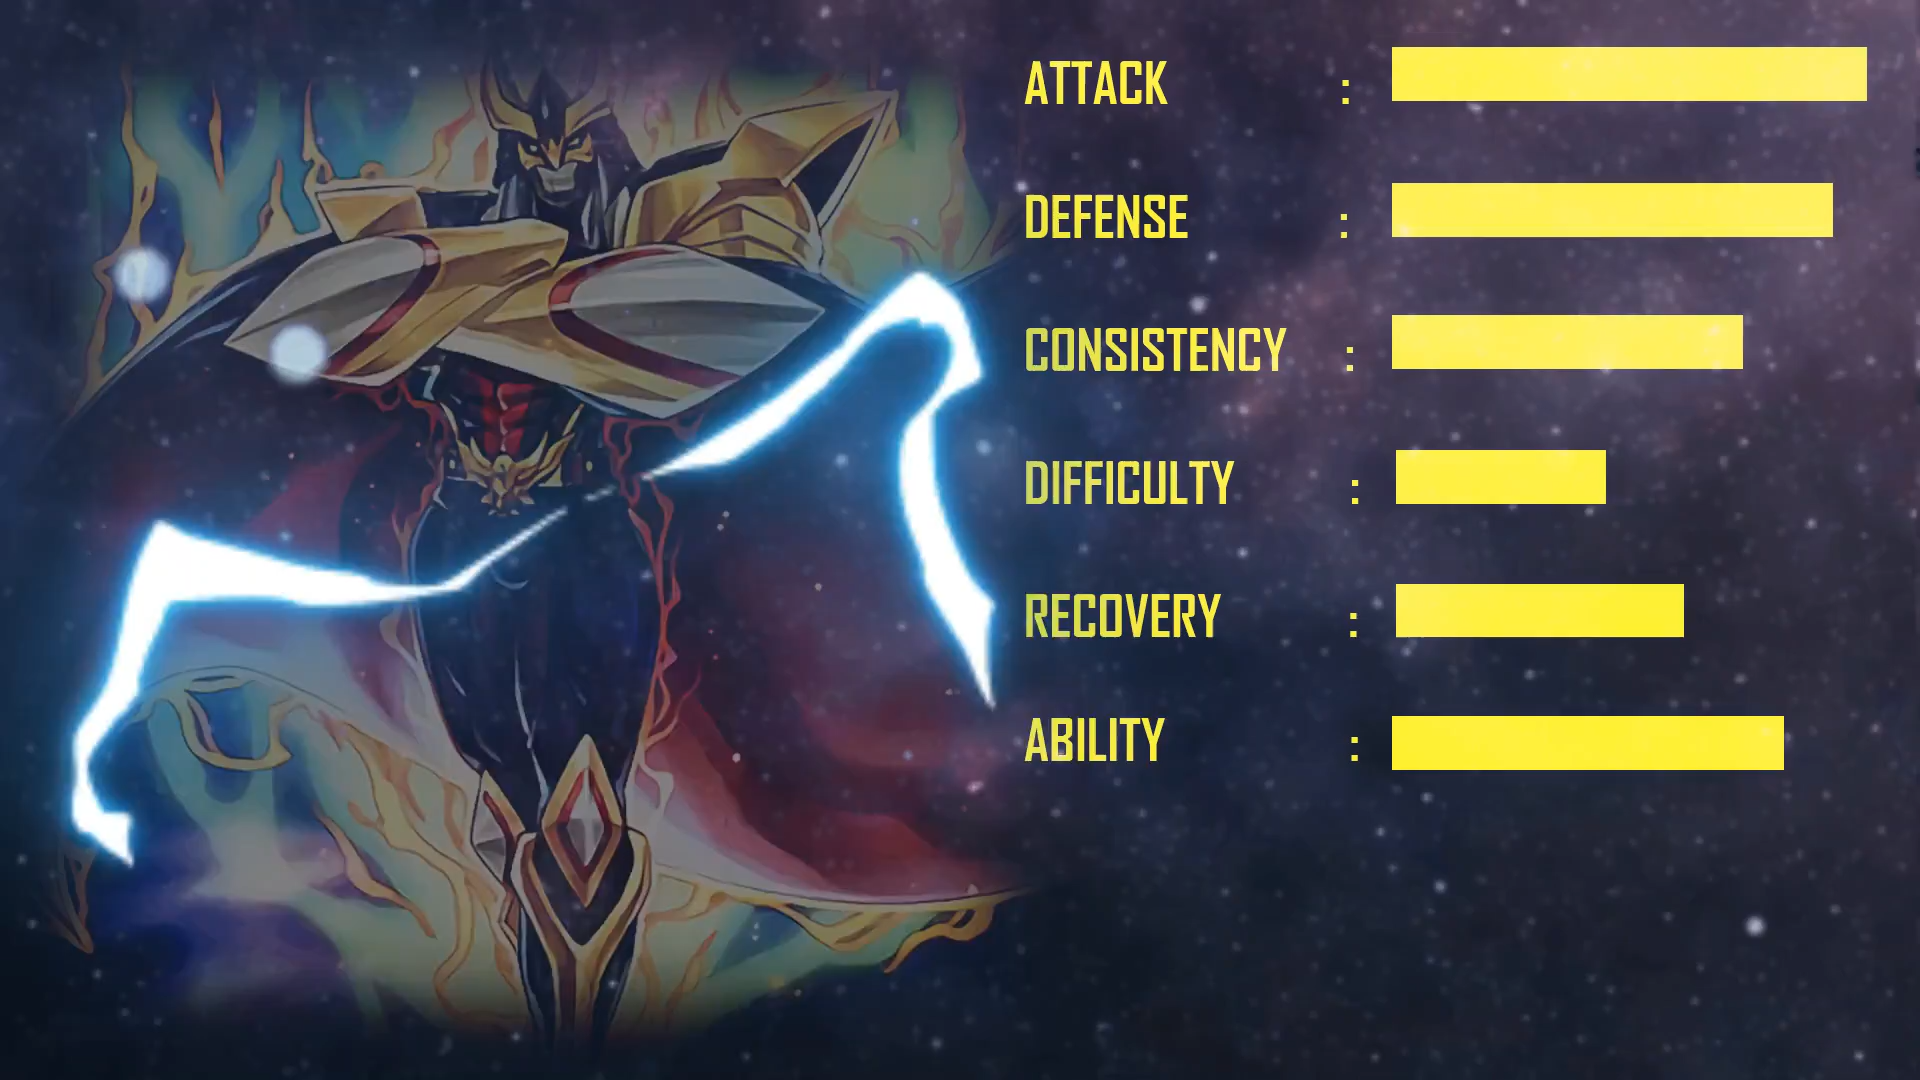 ATTACK :
DEFENSE :
CONSISTENCY :
DIFFICULTY :
RECOVERY :
ABILITY :